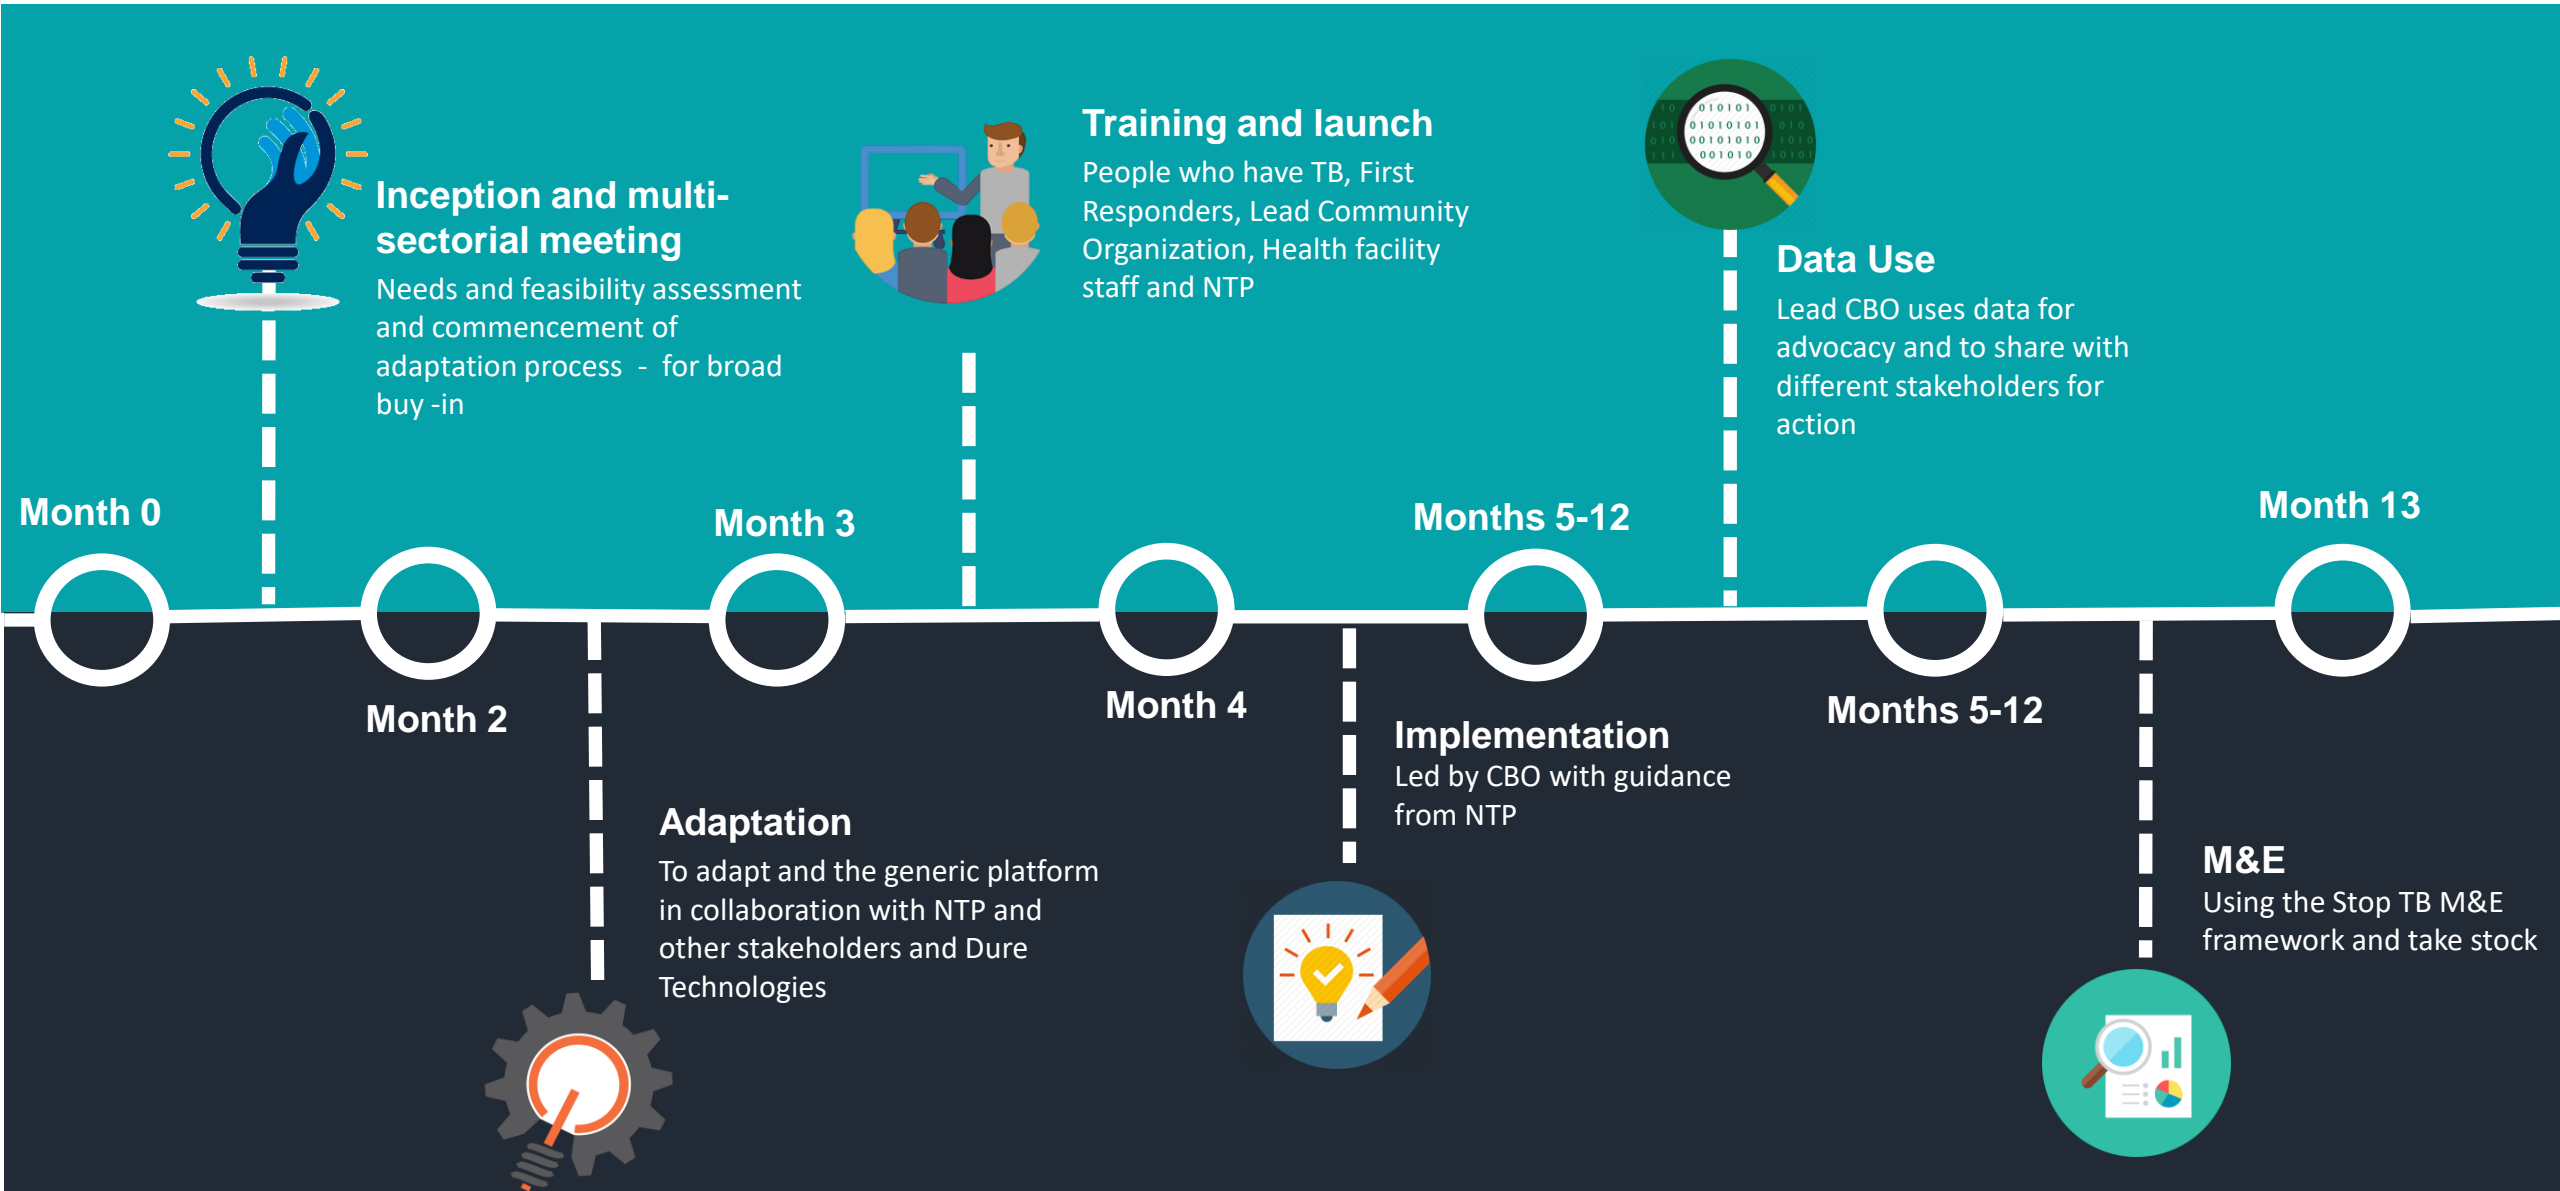 Month 0
Inception and multi-
sectorial meeting
Needs and feasibility assessment
and commencement of
adaptation process - for broad
buy -in
Month 2
Adaptation
To adapt and the generic platform
in collaboration with NTP and
other stakeholders and Dure
Technologies
Month 3
Training and launch
People who have TB, First
Responders, Lead Community
Organization, Health facility
staff and NTP
Month 4
Implementation
Led by CBO with guidance
from NTP
Months 5-12
Data Use
Lead CBO uses data for
advocacy and to share with
different stakeholders for
action
Months 5-12
M&E
Using the Stop TB M&E
framework and take stock
Month 13